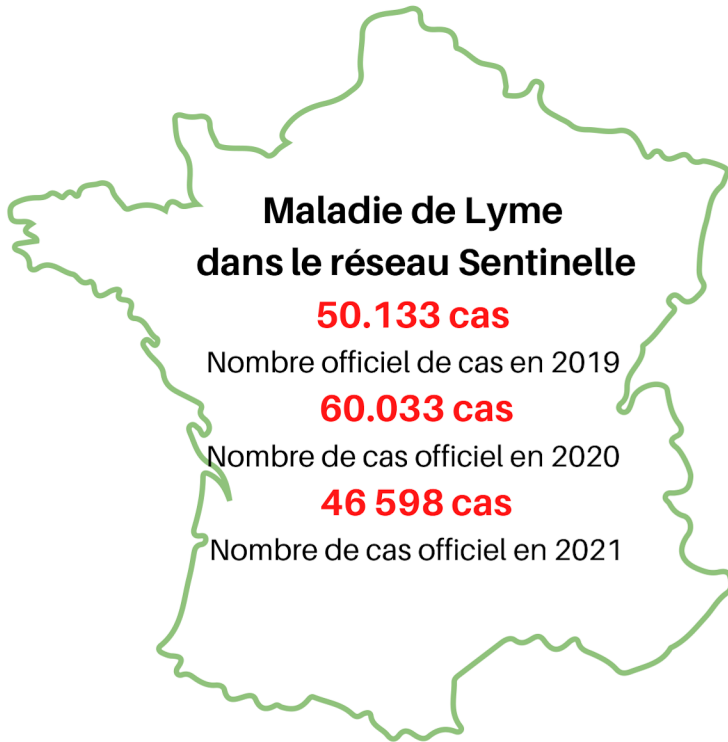 Maladie de Lyme
dans le réseau Sentinelle
50.133 cas
Nombre officiel de cas en 2019
60.033 cas
Nombre de cas officiel en 2020
46 598 cas
Nombre de cas officiel en 2021